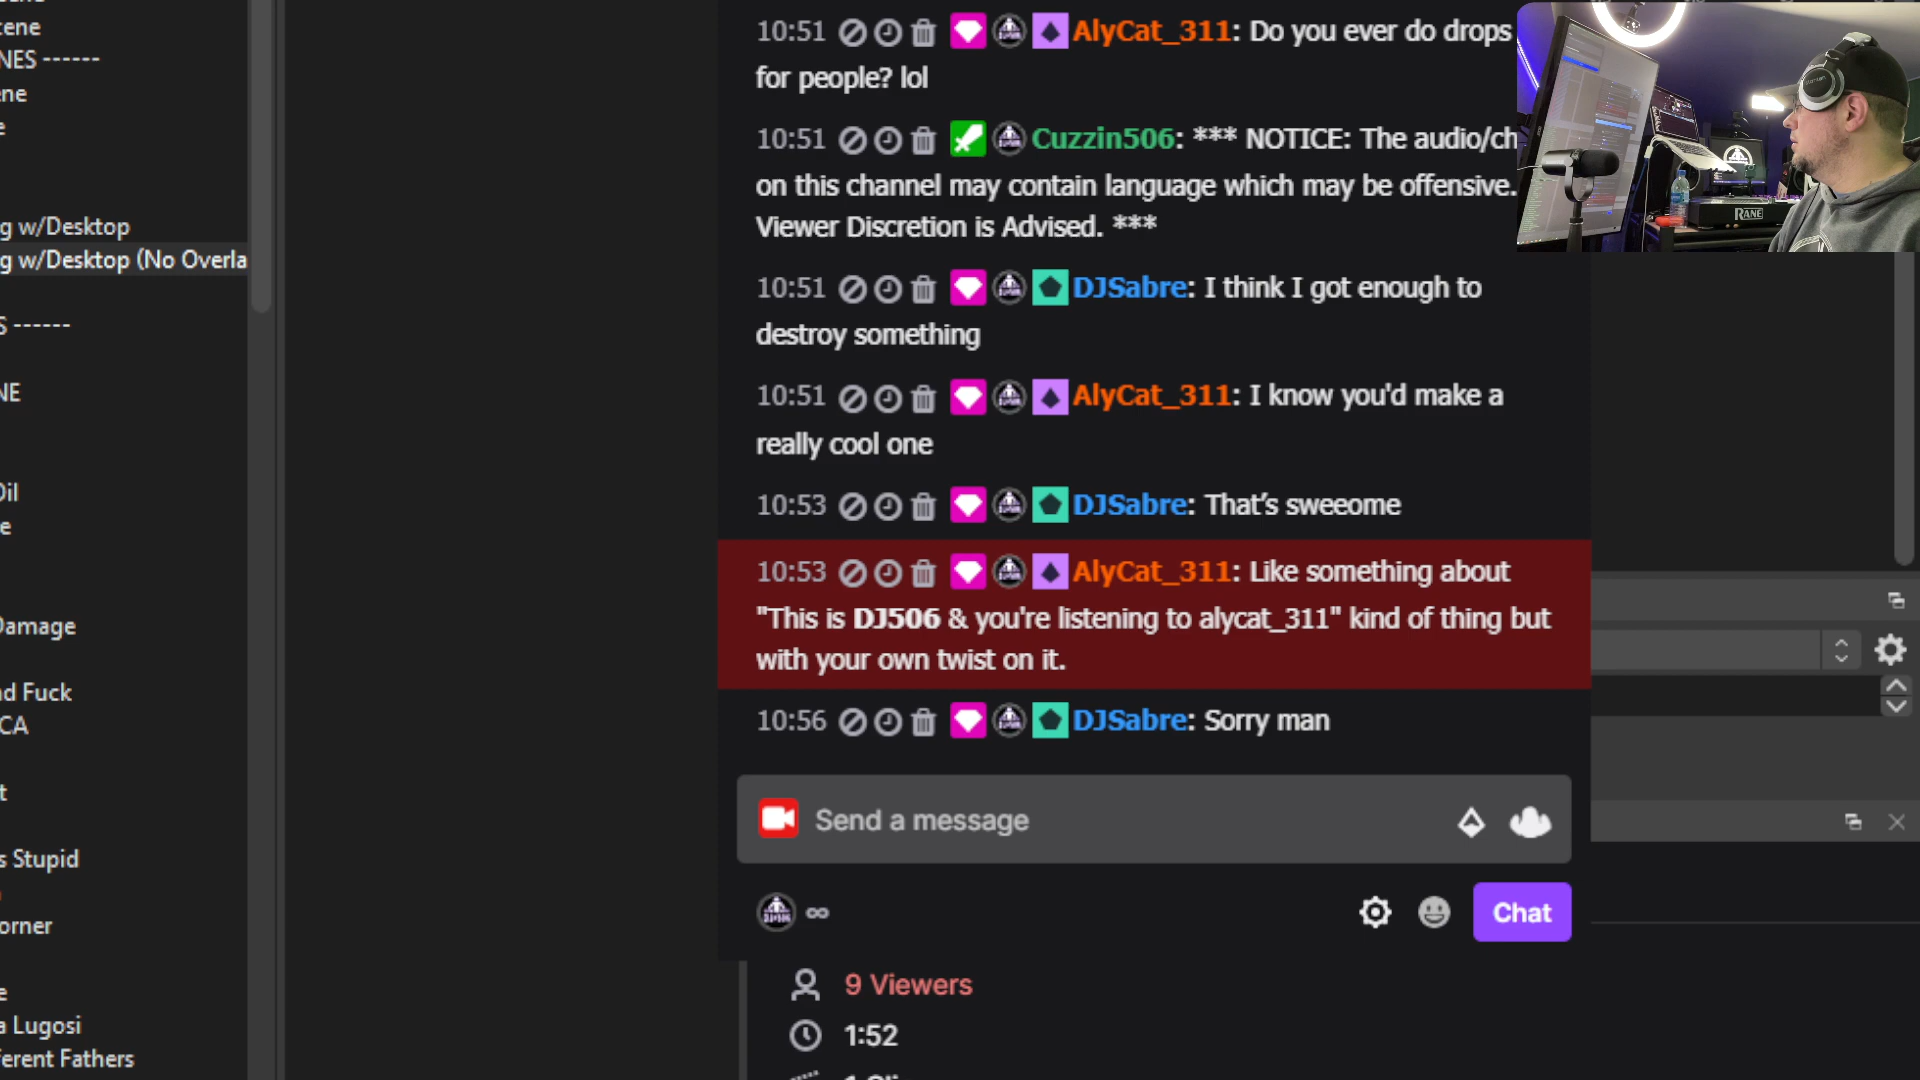 cene
NES ------
ene
e
g w/Desktop
g w/Desktop (No Overla
S ------
NE
Oil
e
Damage
nd Fuck
CA
t
s Stupid
orner
e
a Lugosi
ferent Fathers
10:51 AlyCat_311: Do you ever do drops
for people? lol
10:51 Cuzzin506: *** NOTICE: The audio/ch
on this channel may contain language which may be offensive.
Viewer Discretion is Advised. ***
10:51 DJSabre: I think I got enough to
destroy something
10:51 AlyCat_311: I know you'd make a
really cool one
10:53 DJSabre: That’s sweeome
10:53 AlyCat_311: Like something about
"This is DJ506 & you're listening to alycat_311" kind of thing but
with your own twist on it.
10:56 DJSabre: Sorry man
Send a message
∞
Chat
9 Viewers
1:52
RANE